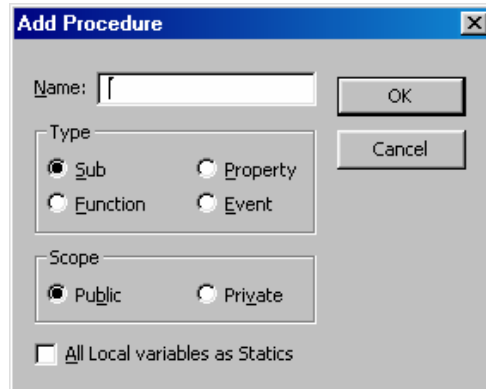 Add Procedure
Name:
OK
Type
Cancel
Sub
Property
Function
Event
Scope
Public
Private
All Local variables as Statics